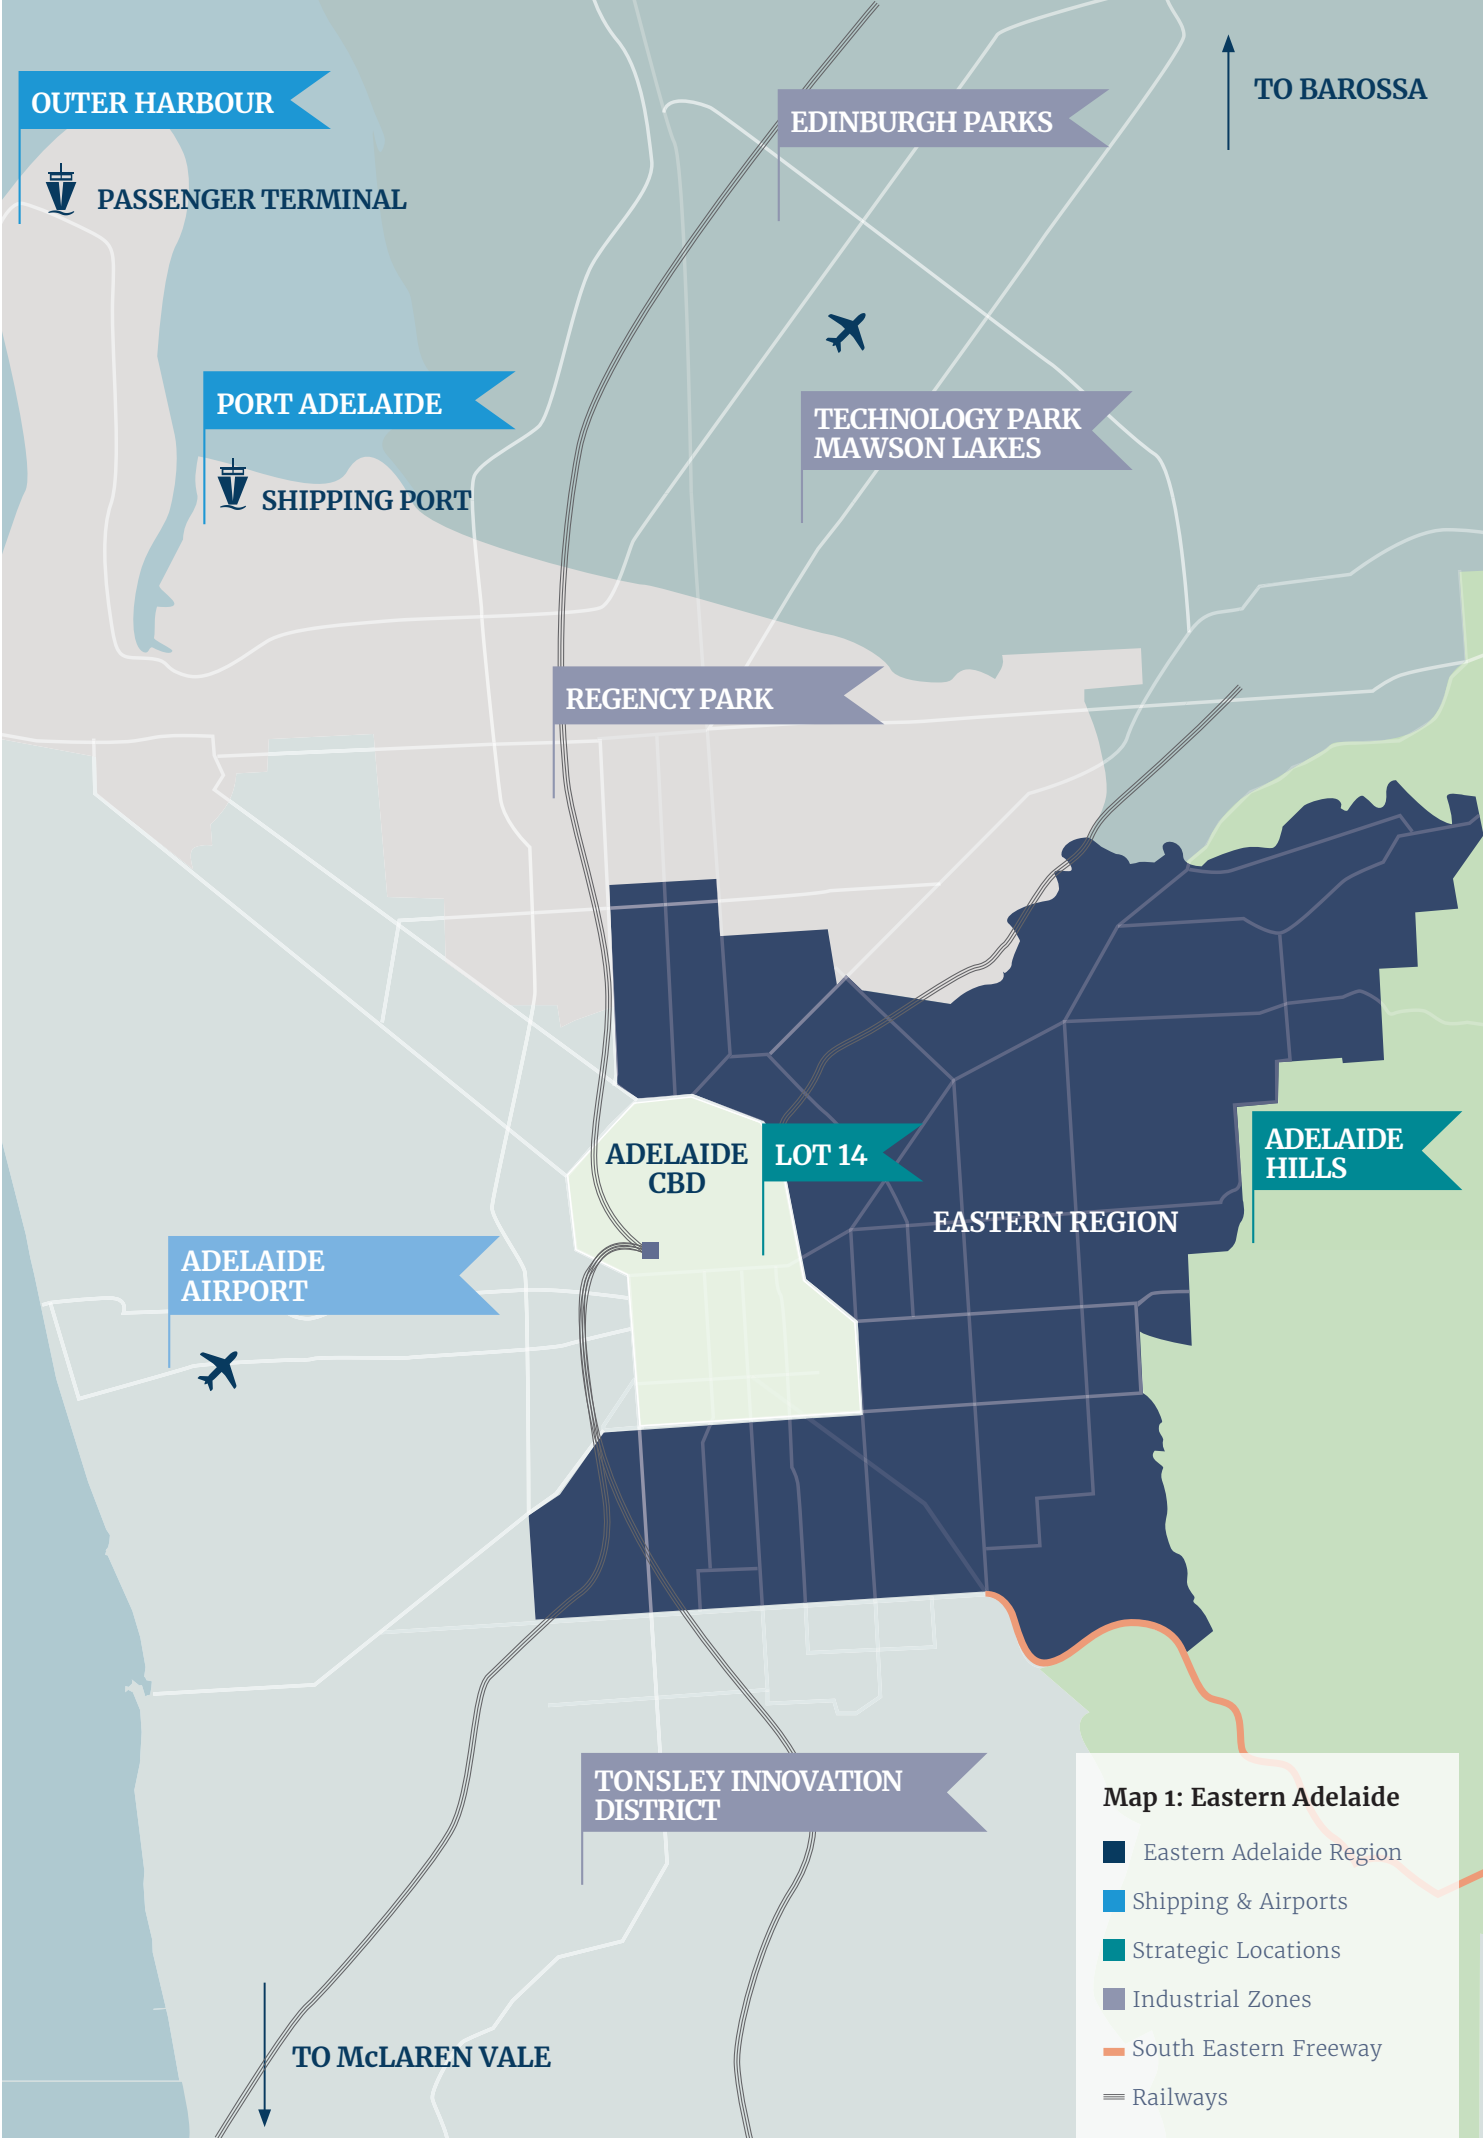 OUTER HARBOUR
PASSENGER TERMINAL
EDINBURGH PARKS
TO BAROSSA
PORT ADELAIDE
SHIPPING PORT
TECHNOLOGY PARK
MAWSON LAKES
REGENCY PARK
ADELAIDE
CBD
LOT 14
ADELAIDE
HILLS
EASTERN REGION
ADELAIDE
AIRPORT
TONSLEY INNOVATION
DISTRICT
TO McLAREN VALE
Map 1: Eastern Adelaide
Eastern Adelaide Region
Shipping & Airports
Strategic Locations
Industrial Zones
South Eastern Freeway
Railways